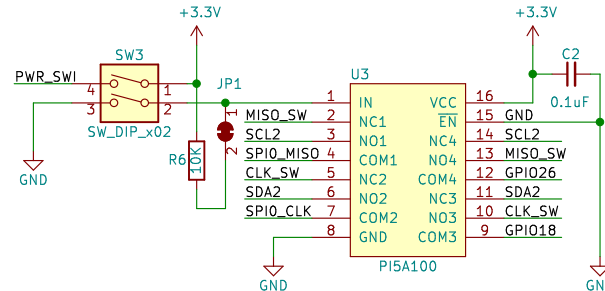 +3.3V
+3.3V
SW3
C2
JP1
U3
PWR_SWI
4
1
3
2
SW_DIP_x02
0.1uF
1
2
R6
10K
GND
1
IN
VCC
16
MISO_SW
2
NC1
EN
15
GND
SCL2
3
NO1
NC4
14
SCL2
SPI0_MISO
4
COM1
NO4
13
MISO_SW
CLK_SW
5
NC2
COM4
12
GPIO26
SDA2
6
NO2
NC3
11
SDA2
SPI0_CLK
7
COM2
NO3
10
CLK_SW
8
GND
COM3
9
GPIO18
PI5A100
GND